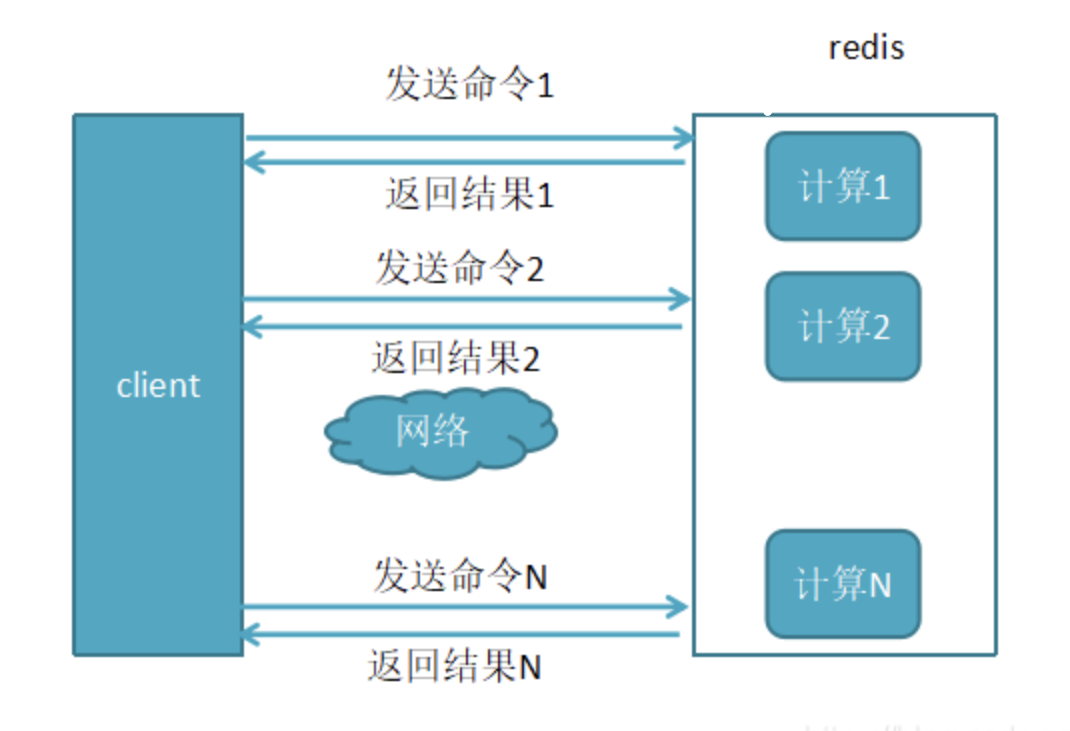 redis
发送命令1
返回结果1
计算1
发送命令2
返回结果2
计算2
client
网络
发送命令N
返回结果N
计算N